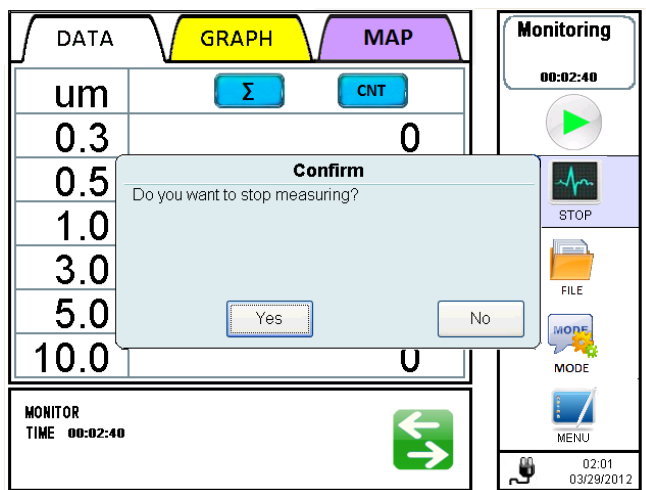 DATA
GRAPH
MAP
um
Σ
CNT
0.3
0
0.5
1.0
3.0
5.0
10.0
0
Confirm
Do you want to stop measuring?
Yes
No
MONITOR
TIME 00:02:40
Monitoring
00:02:40
STOP
FILE
MODE
MODE
MENU
02:01
03/29/2012